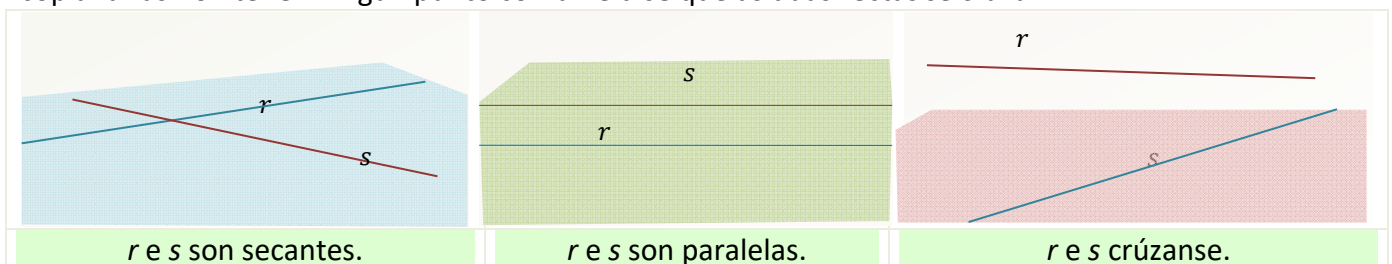 r
s
s
r
r
s
r e s son secantes.
r e s son paralelas.
r e s crúzanse.